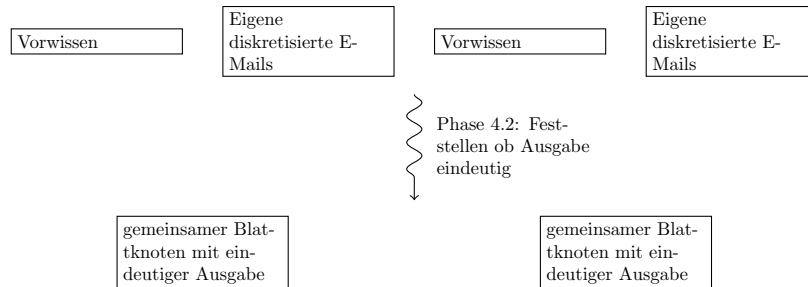 Vorwissen
Eigene
diskretisierte E-
Mails
Vorwissen
Eigene
diskretisierte E-
Mails
Phase 4.2: Fest-
stellen ob Ausgabe
eindeutig
gemeinsamer Blat-
tknoten mit ein-
deutiger Ausgabe
gemeinsamer Blat-
tknoten mit ein-
deutiger Ausgabe